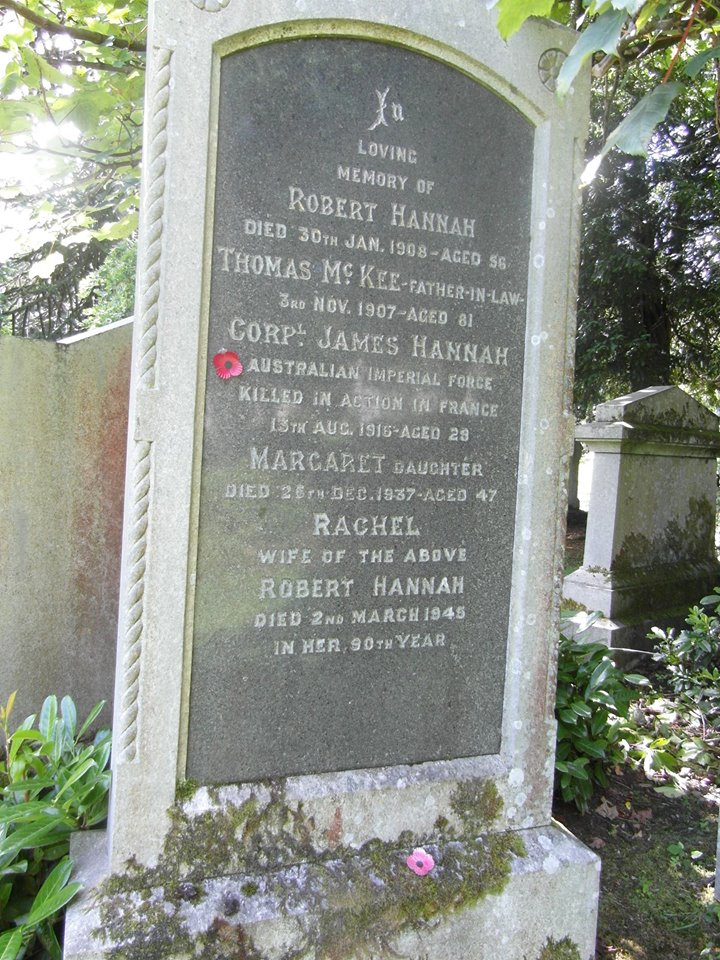 In
LOVING
MEMORY OF
ROBERT HANNAH
DIED 30TH JAN. 1908 - AGED 56
THOMAS McKEE - FATHER-IN-LAW -
3RD NOV. 1907 - AGED 81
CORPL JAMES HANNAH
AUSTRALIAN IMPERIAL FORCE
KILLED IN ACTION IN FRANCE
13TH AUG. 1916 - AGED 29
MARGARET DAUGHTER
DIED 25TH DEC. 1937 - AGED 47
RACHEL
WIFE OF THE ABOVE
ROBERT HANNAH
DIED 2ND MARCH 1945
IN HER 90TH YEAR